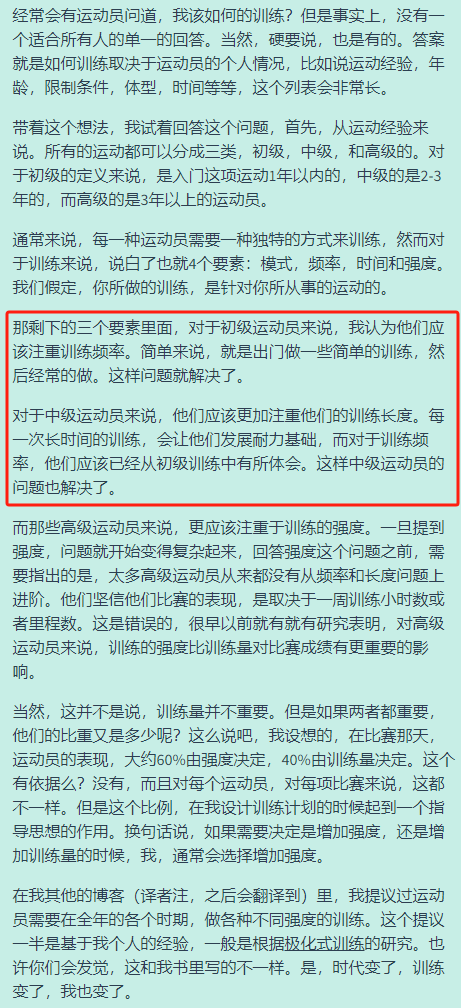 经常会有运动员问道，我该如何的训练？但是事实上，没有一
个适合所有人的单一的回答。当然，硬要说，也是有的。答案
就是如何训练取决于运动员的个人情况，比如说运动经验，年
龄，限制条件，体型，时间等等，这个列表会非常长。
带着这个想法，我试着回答这个问题，首先，从运动经验来
说。所有的运动都可以分成三类，初级，中级，和高级的。对
于初级的定义来说，是入门这项运动1年以内的，中级的是2-3
年的，而高级的是3年以上的运动员。
通常来说，每一种运动员需要一种独特的方式来训练，然而对
于训练来说，说白了也就4个要素：模式，频率，时间和强度。
我们假定，你所做的训练，是针对你所从事的运动的。
那剩下的三个要素里面，对于初级运动员来说，我认为他们应
该注重训练频率。简单来说，就是出门做一些简单的训练，然
后经常的做。这样问题就解决了。
对于中级运动员来说，他们应该更加注重他们的训练长度。每
一次长时间的训练，会让他们发展耐力基础，而对于训练频
率，他们应该已经从初级训练中有所体会。这样中级运动员的
问题也解决了。
而那些高级运动员来说，更应该注重于训练的强度。一旦提到
强度，问题就开始变得复杂起来，回答强度这个问题之前，需
要指出的是，太多高级运动员从来都没有从频率和长度问题上
进阶。他们坚信他们比赛的表现，是取决于一周训练小时数或
者里程数。这是错误的，很早以前就有就有研究表明，对高级
运动员来说，训练的强度比训练量对比赛成绩有更重要的影
响。
当然，这并不是说，训练量并不重要。但是如果两者都重要，
他们的比重又是多少呢？这么说吧，我设想的，在比赛那天，
运动员的表现，大约60%由强度决定，40%由训练量决定。这个
有依据么？没有，而且对每个运动员，对每项比赛来说，这都
不一样。但是这个比例，在我设计训练计划的时候起到一个指
导思想的作用。换句话说，如果需要决定是增加强度，还是增
加训练量的时候，我，通常会选择增加强度。
在我其他的博客（译者注，之后会翻译到）里，我提议过运动
员需要在全年的各个时期，做各种不同强度的训练。这个提议
一半是基于我个人的经验，一般是根据极化式训练的研究。也
许你们会发觉，这和我书里写的不一样。是，时代变了，训练
变了，我也变了。